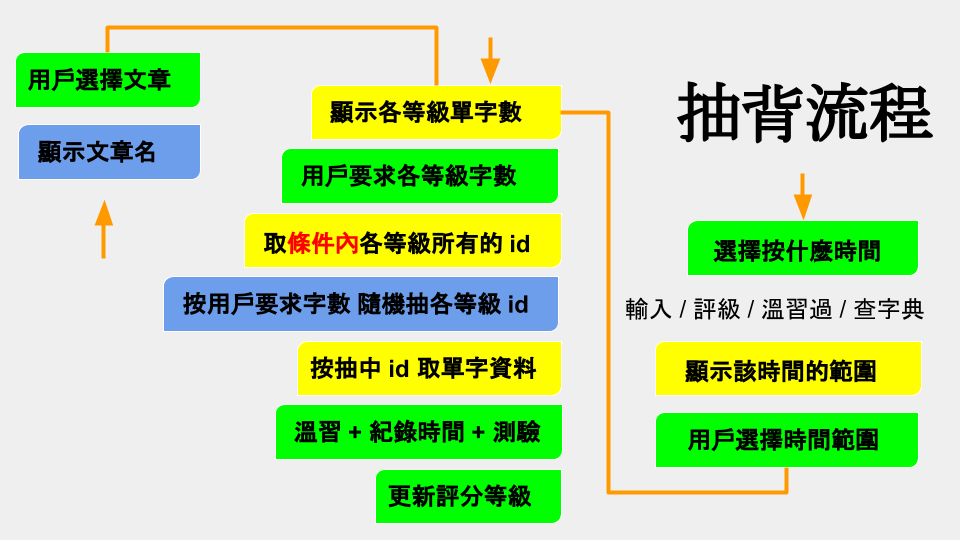 抽背流程
用戶選擇文章
顯示文章名
顯示各等級單字數
用戶要求各等級字數
取條件內各等級所有的 id
按用戶要求字數 隨機抽各等級 id
按抽中 id 取單字資料
溫習 + 紀錄時間 + 測驗
更新評分等級
選擇按什麼時間
輸入 / 評級 / 溫習過 / 查字典
顯示該時間的範圍
用戶選擇時間範圍